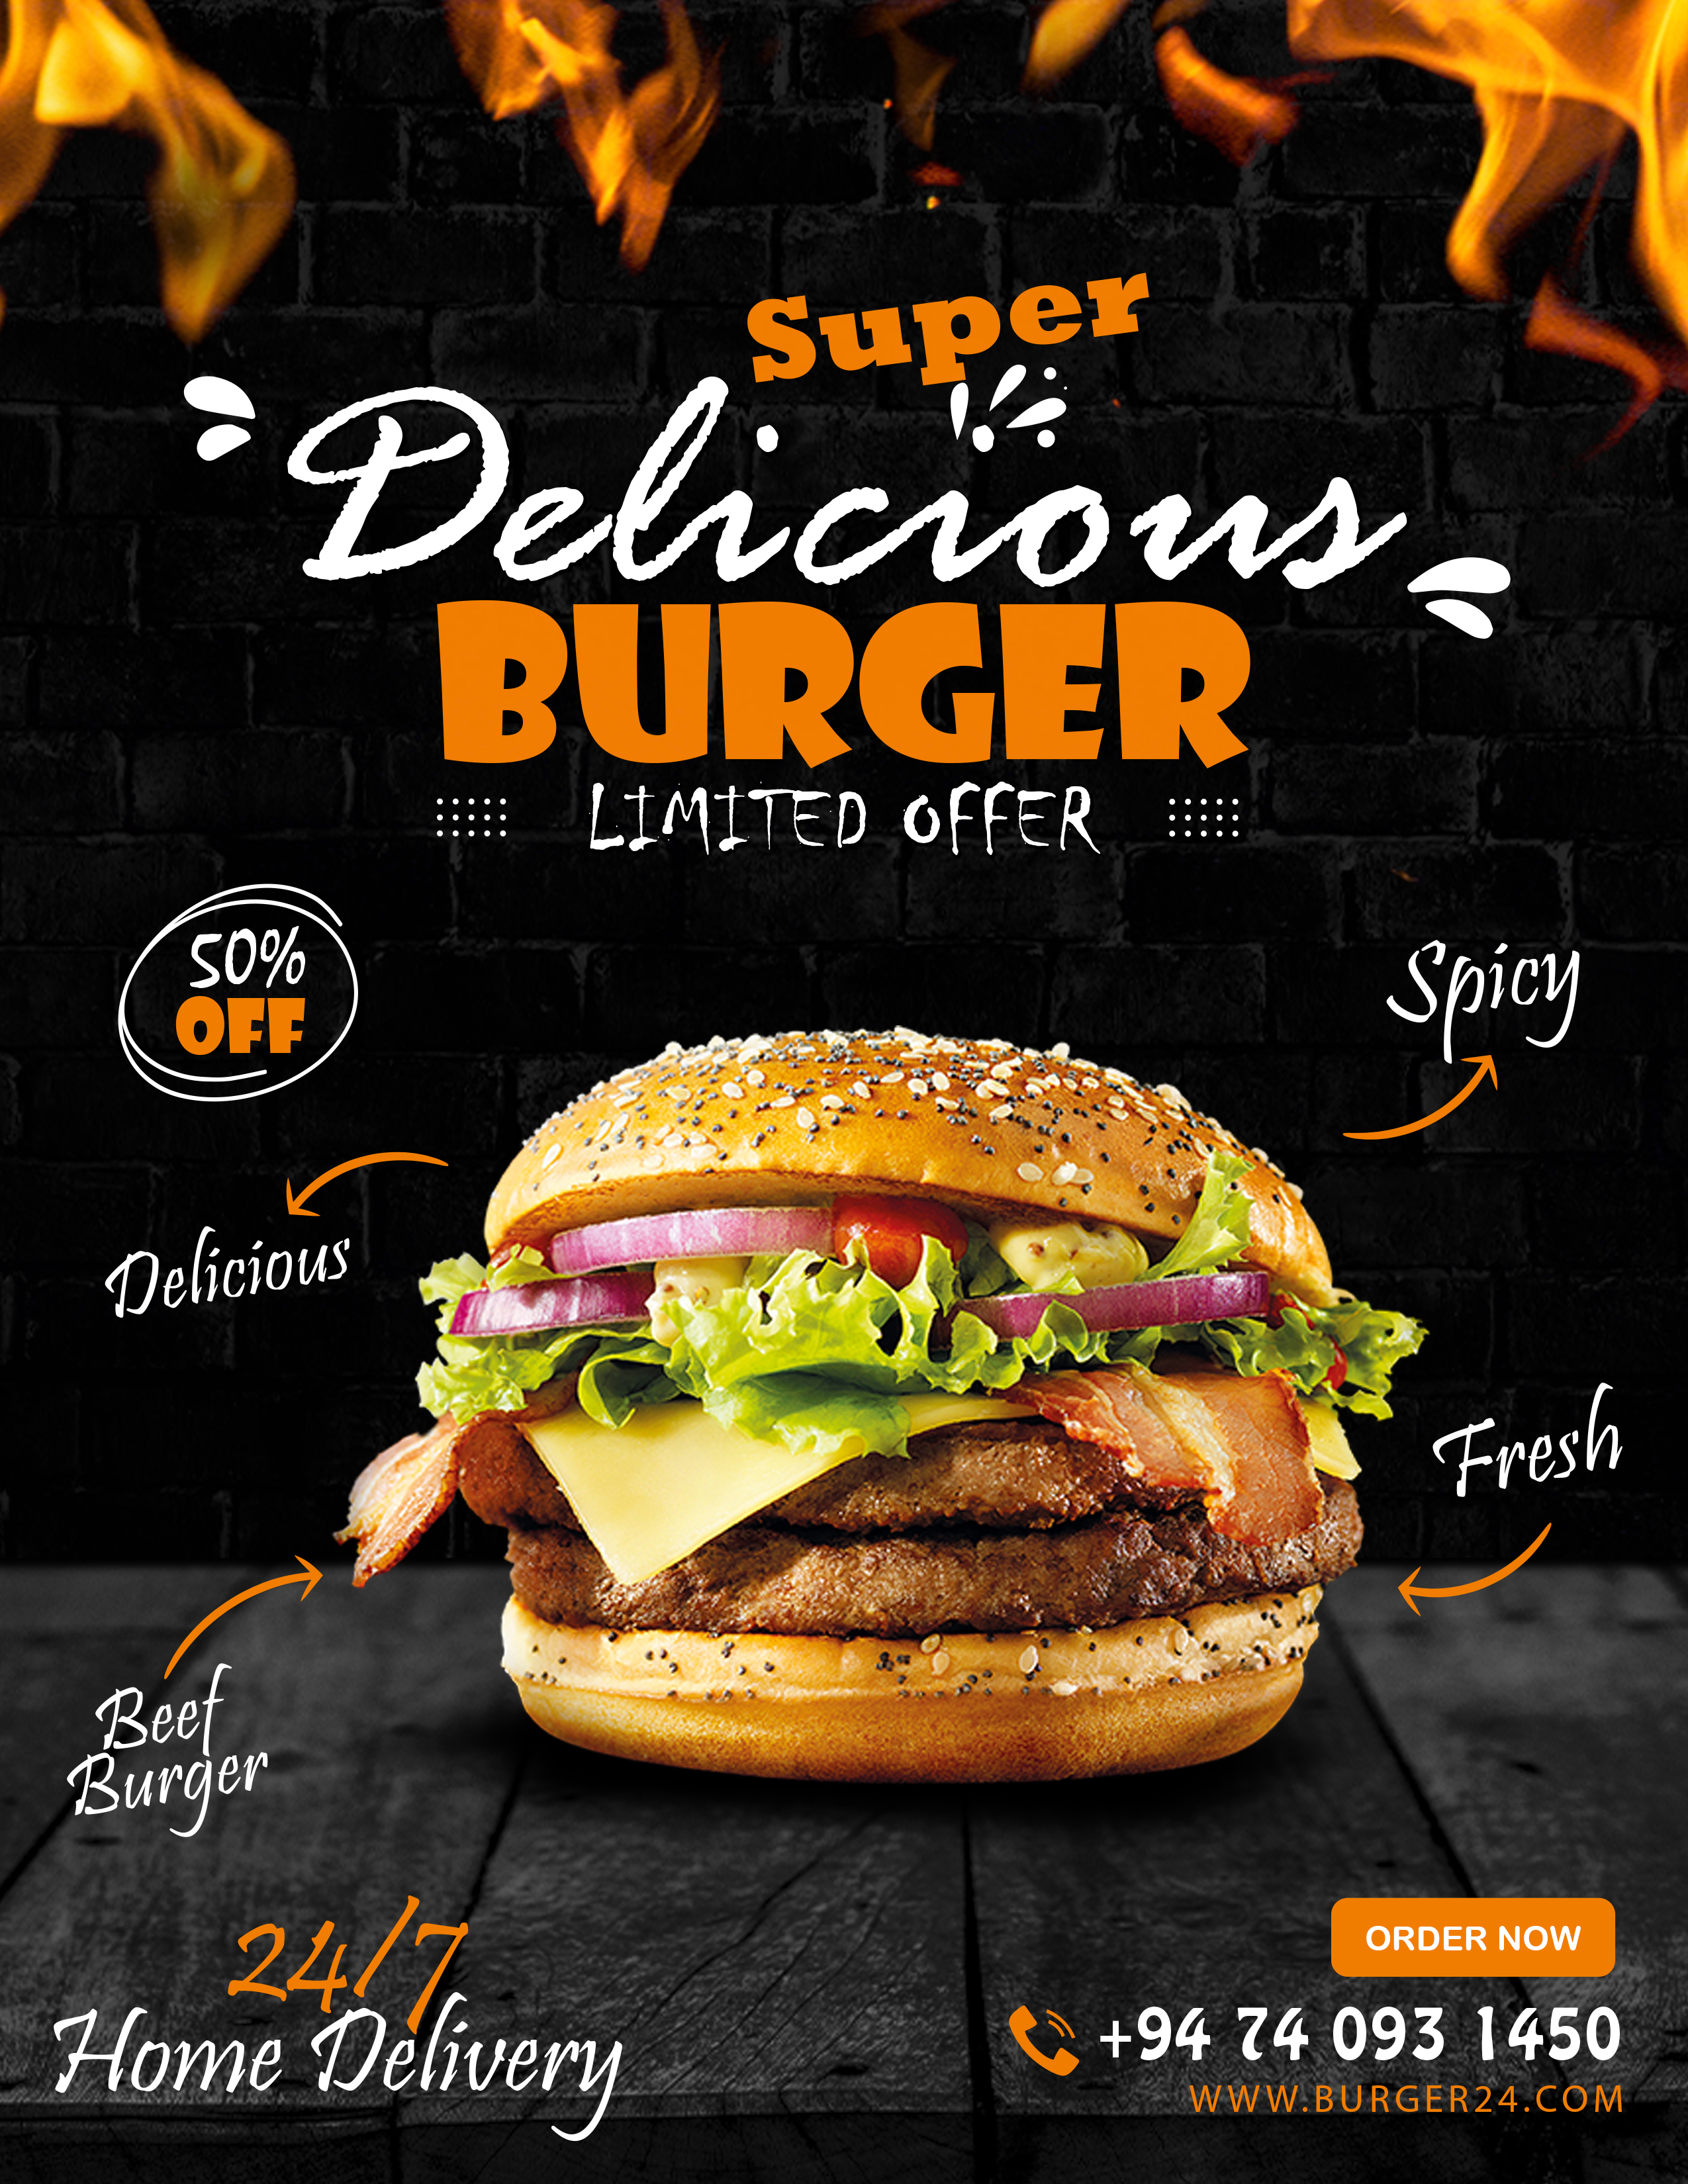 Super
Delicious
BURGER
LIMITED OFFER
50%
OFF
Spicy
Delicious
Fresh
Beef
Burger
24/7
Home Delivery
ORDER NOW
+94 74 093 1450
WWW.BURGER24.COM